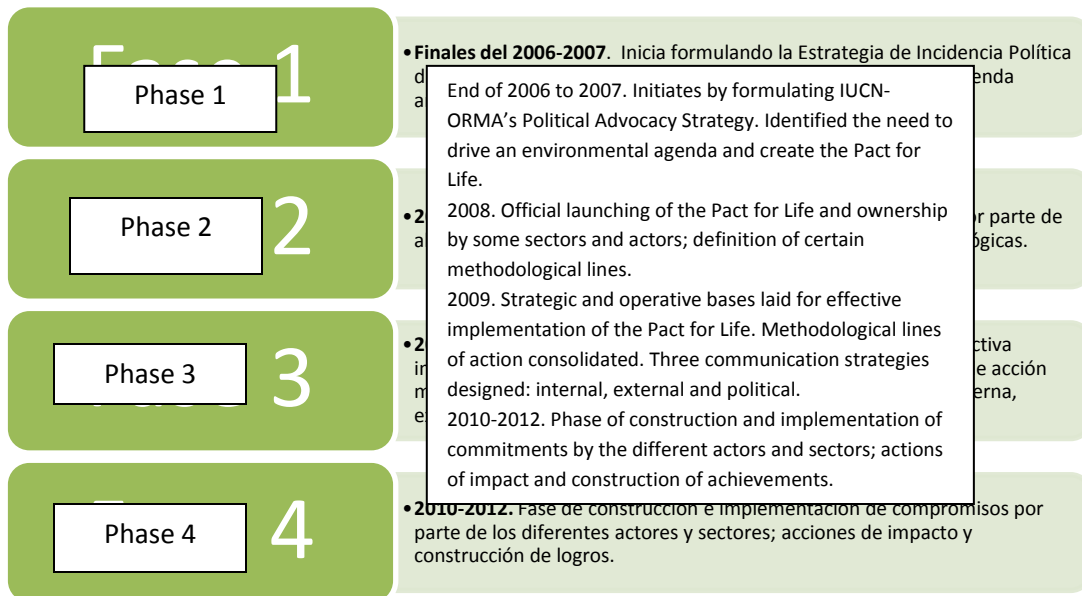 Phase 1
1
•Finales del 2006-2007. Inicia formulando la Estrategia de Incidencia Política
End of 2006 to 2007. Initiates by formulating IUCN-
ORMA’s Political Advocacy Strategy. Identified the need to
drive an environmental agenda and create the Pact for
Life.
2008. Official launching of the Pact for Life and ownership
by some sectors and actors; definition of certain
methodological lines.
2009. Strategic and operative bases laid for effective
implementation of the Pact for Life. Methodological lines
of action consolidated. Three communication strategies
designed: internal, external and political.
2010-2012. Phase of construction and implementation of
commitments by the different actors and sectors; actions
of impact and construction of achievements.
Phase 2
2
parte de
Phase 3
3
de acción
Phase 4
4
•2010-2012. Fase de construcción e implementación de compromisos por
parte de los diferentes actores y sectores; acciones de impacto y
construcción de logros.